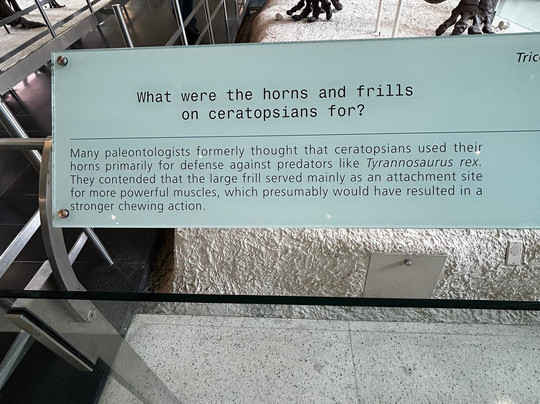 What were the horns and frills
on ceratopsians for?
Many paleontologists formerly thought that ceratopsians used their
horns primarily for defense against predators like Tyrannosaurus rex.
They contended that the large frill served mainly as an attachment site
for more powerful muscles, which presumably would have resulted in a
stronger chewing action.